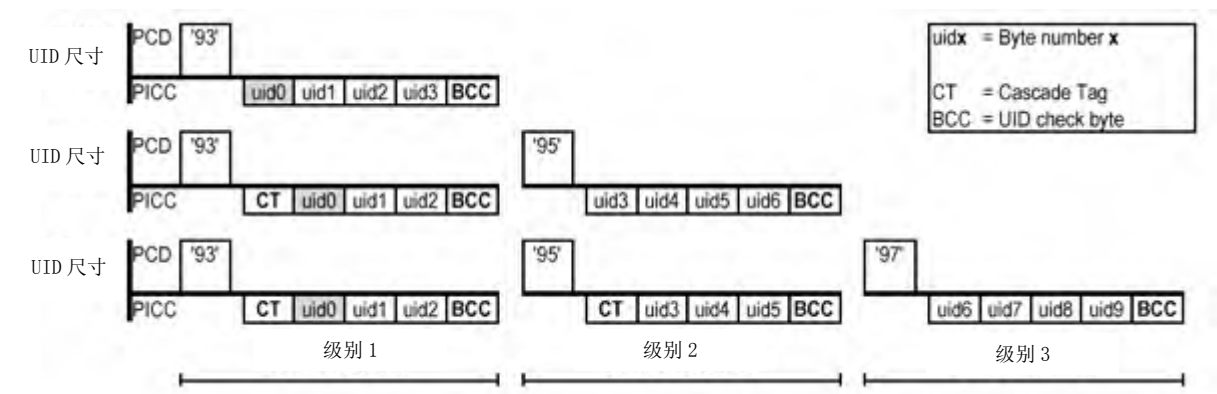 UID 尺寸 PCD '93'
PICC uid0 uid1 uid2 uid3 BCC
uidx = Byte number x
CT = Cascade Tag
BCC = UID check byte
UID 尺寸 PCD '93' '95'
PICC CT uid0 uid1 uid2 BCC uid3 uid4 uid5 uid6 BCC
UID 尺寸 PCD '93' '95' '97'
PICC CT uid0 uid1 uid2 BCC CT uid3 uid4 uid5 BCC uid6 uid7 uid8 uid9 BCC
级别 1 级别 2 级别 3